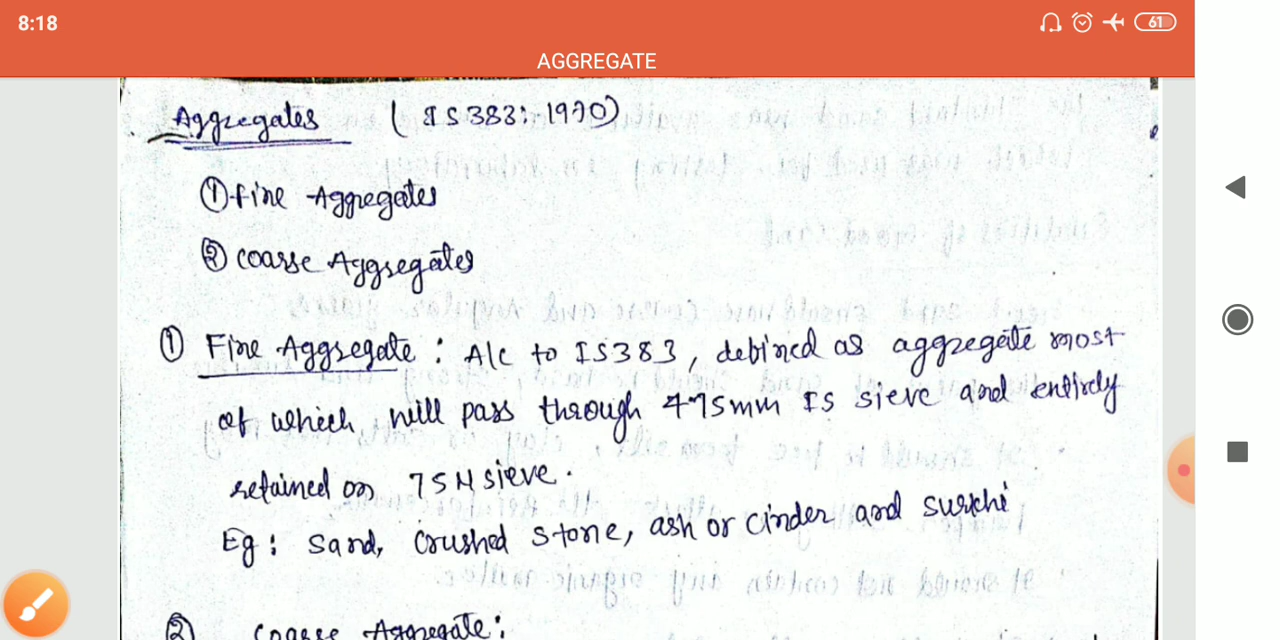 8:18
61
AGGREGATE
Aggregates (IS383:1970)
① Fine Aggregates
② Coarse Aggregates
① Fine Aggregate : A/c to IS383, defined as aggregate most
of which will pass through 4.75mm IS sieve and entirely
retained on 75µ sieve.
Eg: Sand, Crushed Stone, ash or Cinder and Surkhi
② Coarse Aggregate: